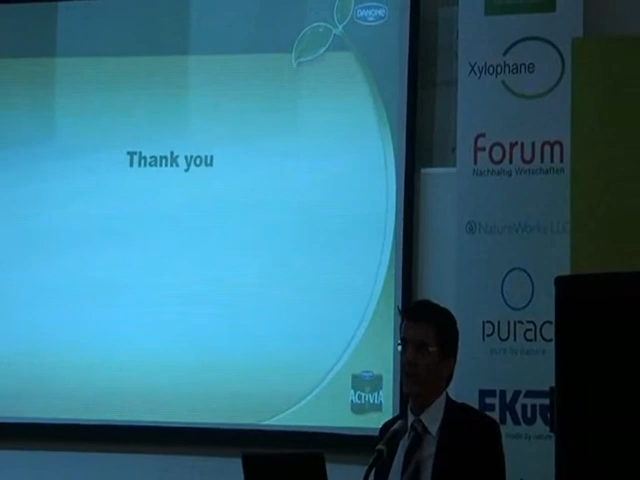 DANONE
Thank you
ACTIVIA
Xylophane
Forum
Nachhaltig Wirtschaften
NatureWorks LLC
PURAC
pure by nature
made by nature